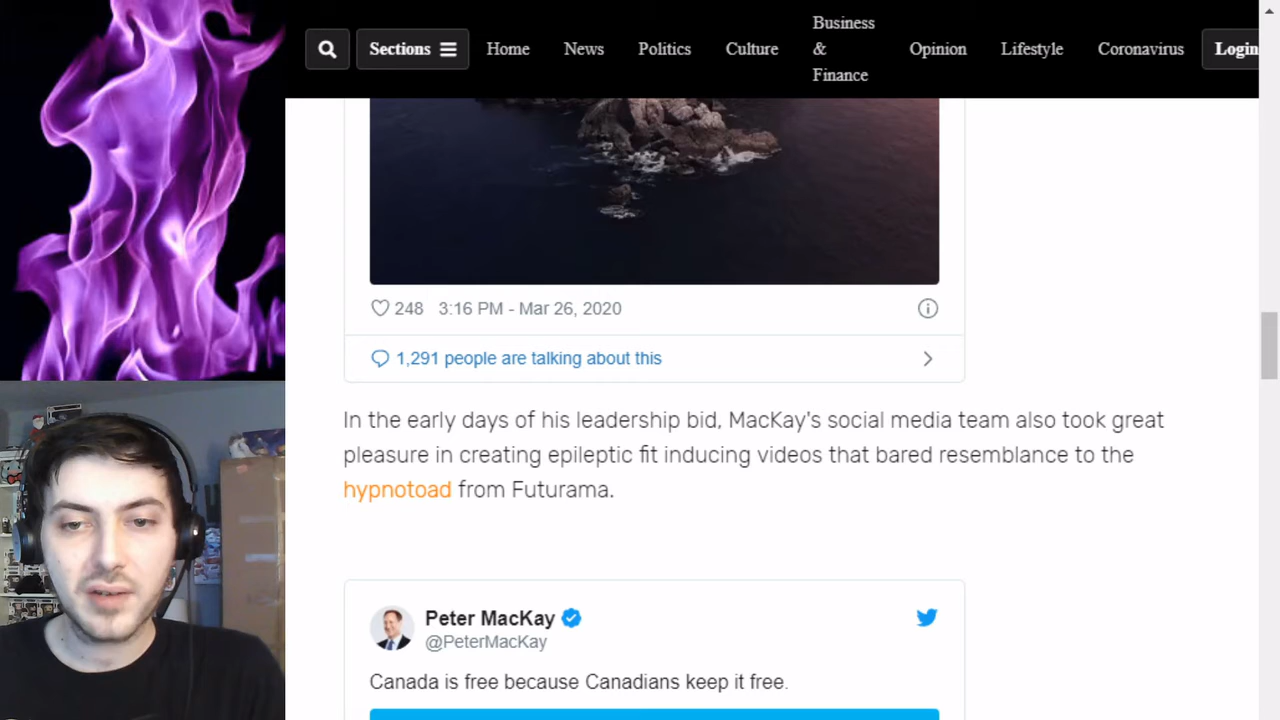 Sections
Home
News
Politics
Culture
Business
&
Finance
Opinion
Lifestyle
Coronavirus
Login
248 3:16 PM - Mar 26, 2020
1,291 people are talking about this
In the early days of his leadership bid, MacKay's social media team also took great
pleasure in creating epileptic fit inducing videos that bared resemblance to the
hypnotoad from Futurama.
Peter MacKay
@PeterMacKay
Canada is free because Canadians keep it free.